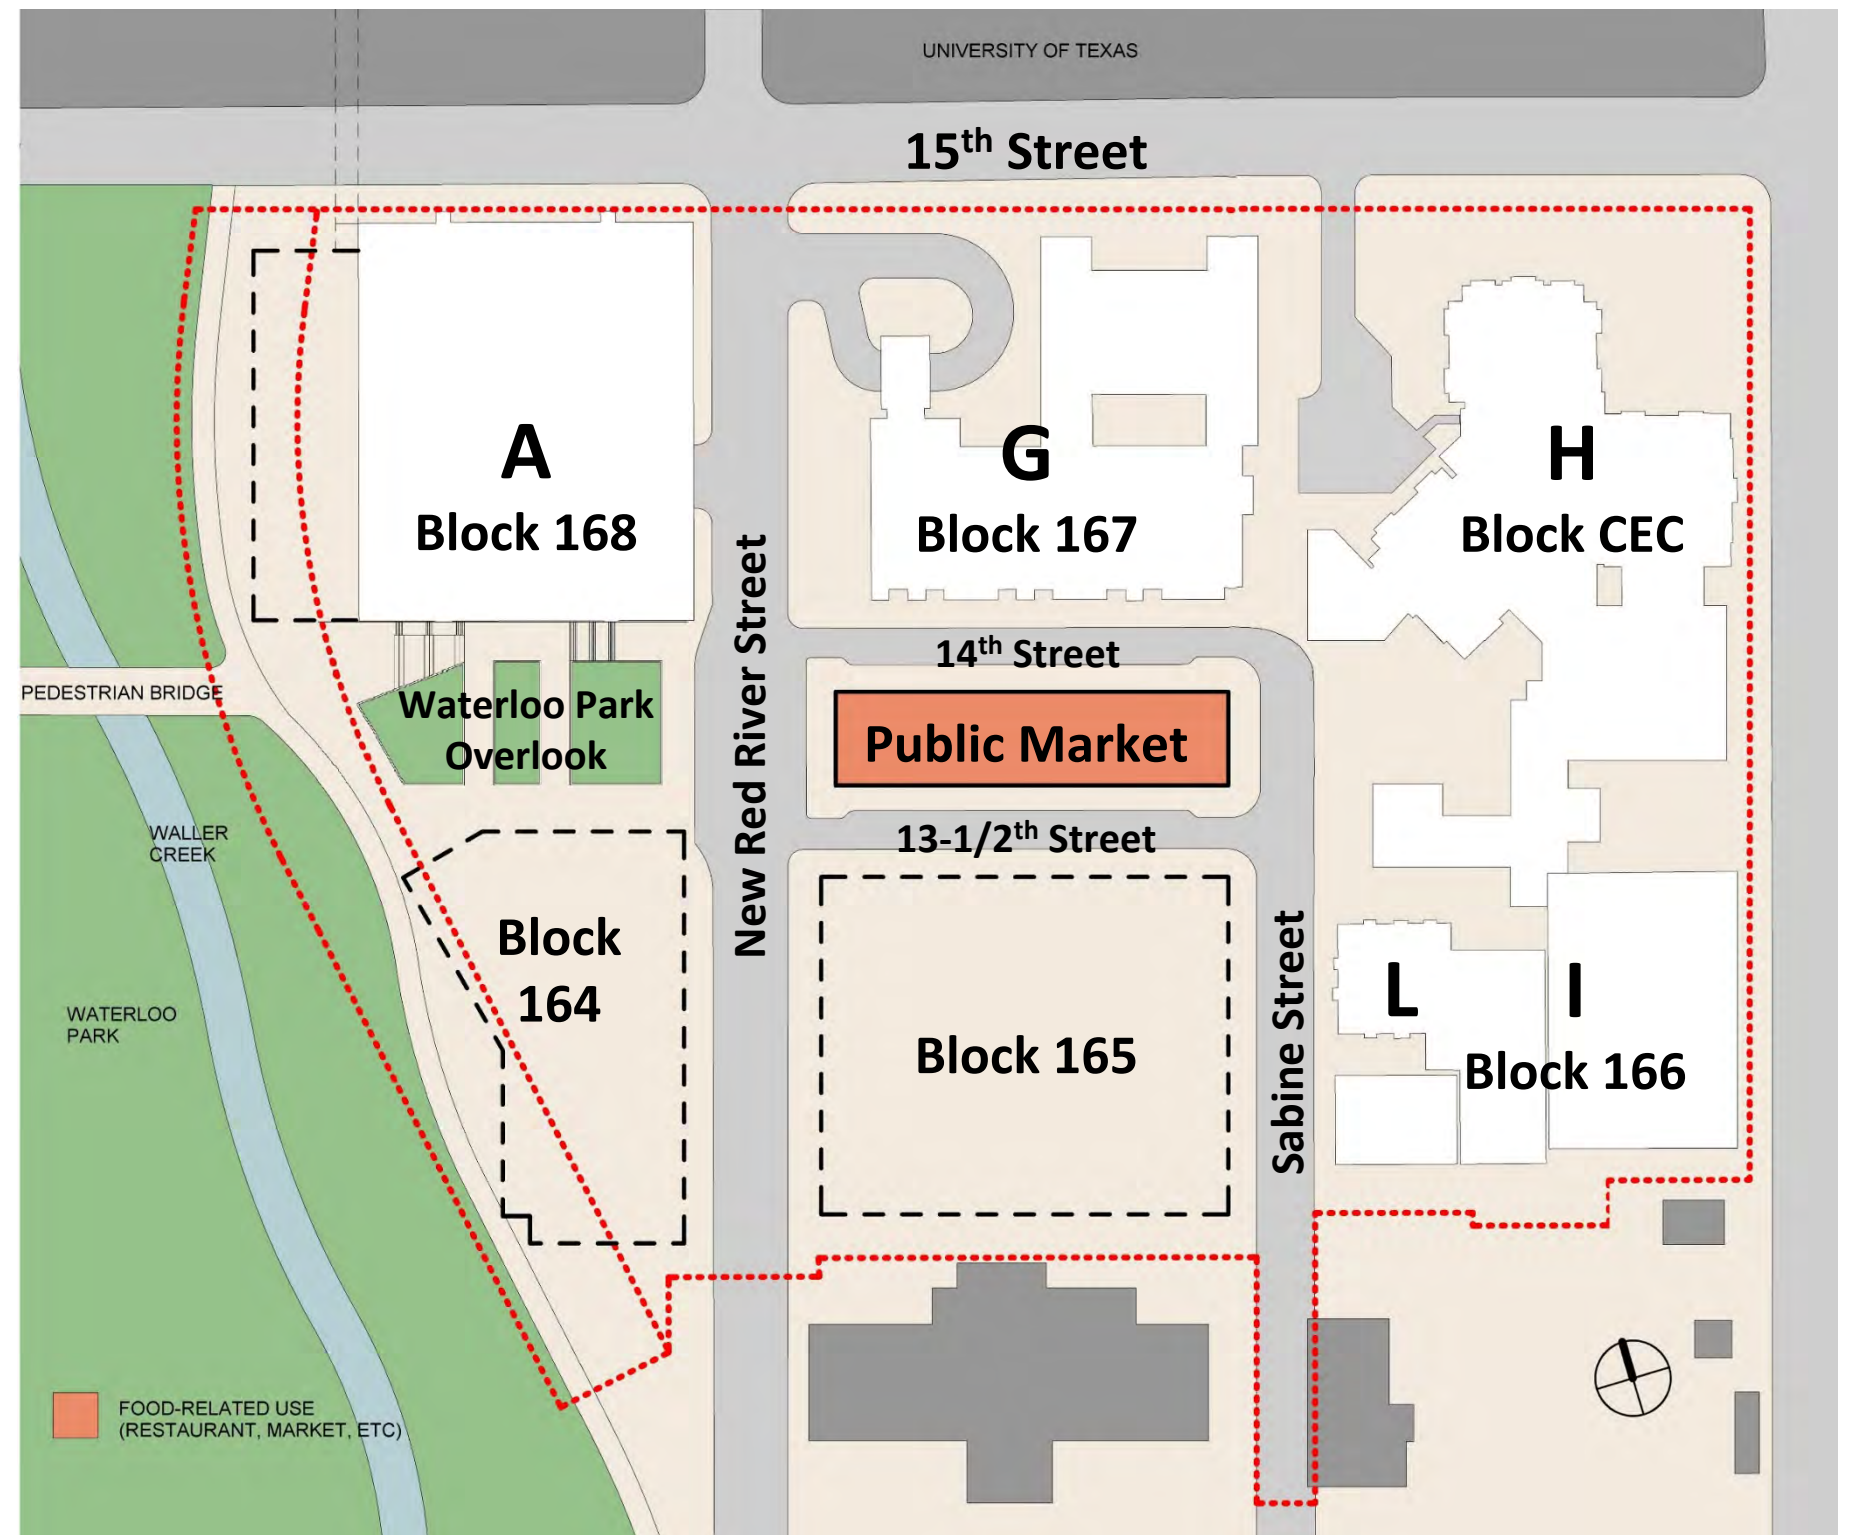 UNIVERSITY OF TEXAS
15th Street
A
Block 168
G
Block 167
H
Block CEC
New Red River Street
14th Street
PEDESTRIAN BRIDGE
Waterloo Park
Overlook
Public Market
13-1/2th Street
WALLER
CREEK
Block
164
Block 165
Sabine Street
L
I
Block 166
WATERLOO
PARK
FOOD-RELATED USE
(RESTAURANT, MARKET, ETC)